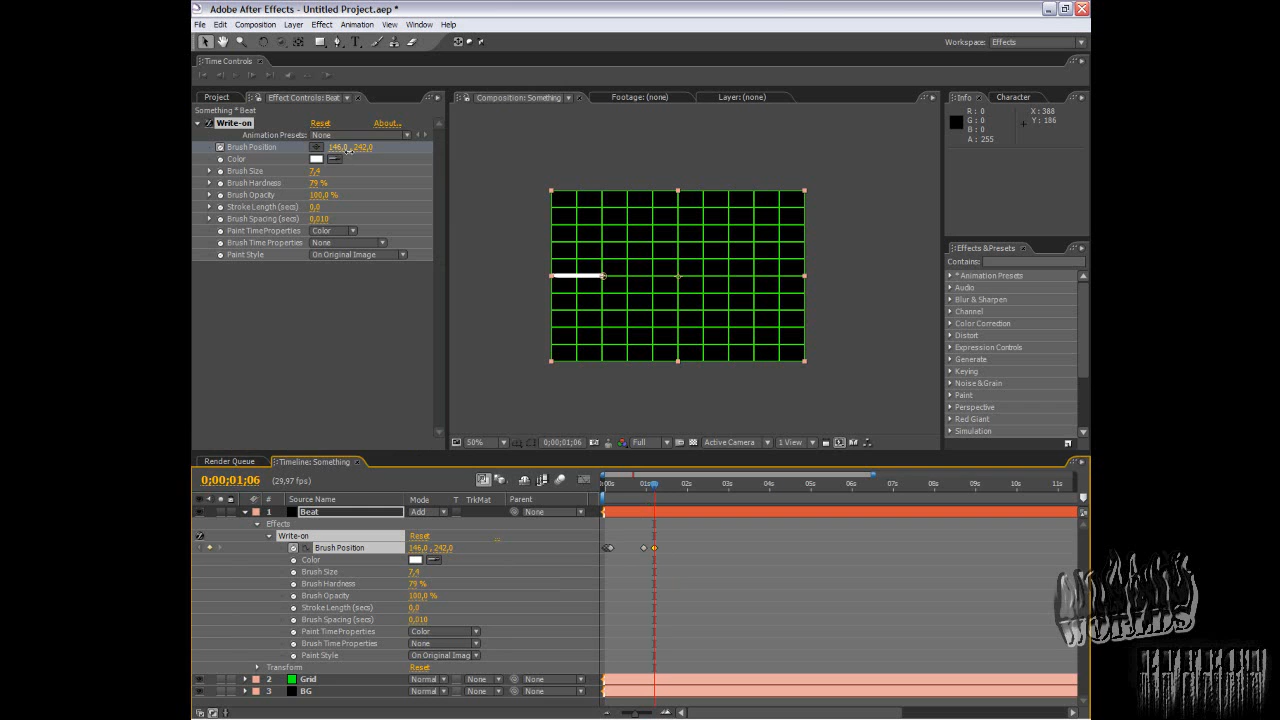 Adobe After Effects - Untitled Project.aep *
File Edit Composition Layer Effect Animation View Window Help
Workspace: Effects
Time Controls
Project Effect Controls: Beat
Composition: Something Footage: (none) Layer: (none)
Info Character
Something * Beat
Write-on Reset About...
Animation Presets: None
Brush Position 146,0 , 242,0
Color
Brush Size 7,4
Brush Hardness 79 %
Brush Opacity 100,0 %
Stroke Length (secs) 0,0
Brush Spacing (secs) 0,010
Paint Time Properties Color
Brush Time Properties None
Paint Style On Original Image
R : 0 X : 388
G : 0 Y : 186
B : 0
A : 255
Effects & Presets
Contains:
* Animation Presets
Audio
Blur & Sharpen
Channel
Color Correction
Distort
Expression Controls
Generate
Keying
Noise & Grain
Paint
Perspective
Red Giant
Simulation
50% 0;00;01;06 Full Active Camera 1 View
Render Queue Timeline: Something
0;00;01;06 (29,97 fps)
# Source Name Mode T TrkMat Parent
:00s 01s 02s 03s 04s 05s 06s 07s 08s 09s 10s 11s
1 Beat Add None
Effects
Write-on Reset ...
Brush Position 146,0 , 242,0
Color
Brush Size 7,4
Brush Hardness 79 %
Brush Opacity 100,0 %
Stroke Length (secs) 0,0
Brush Spacing (secs) 0,010
Paint Time Properties Color
Brush Time Properties None
Paint Style On Original Imag
Transform Reset
2 Grid Normal None None
3 BG Normal None None
WORLDS